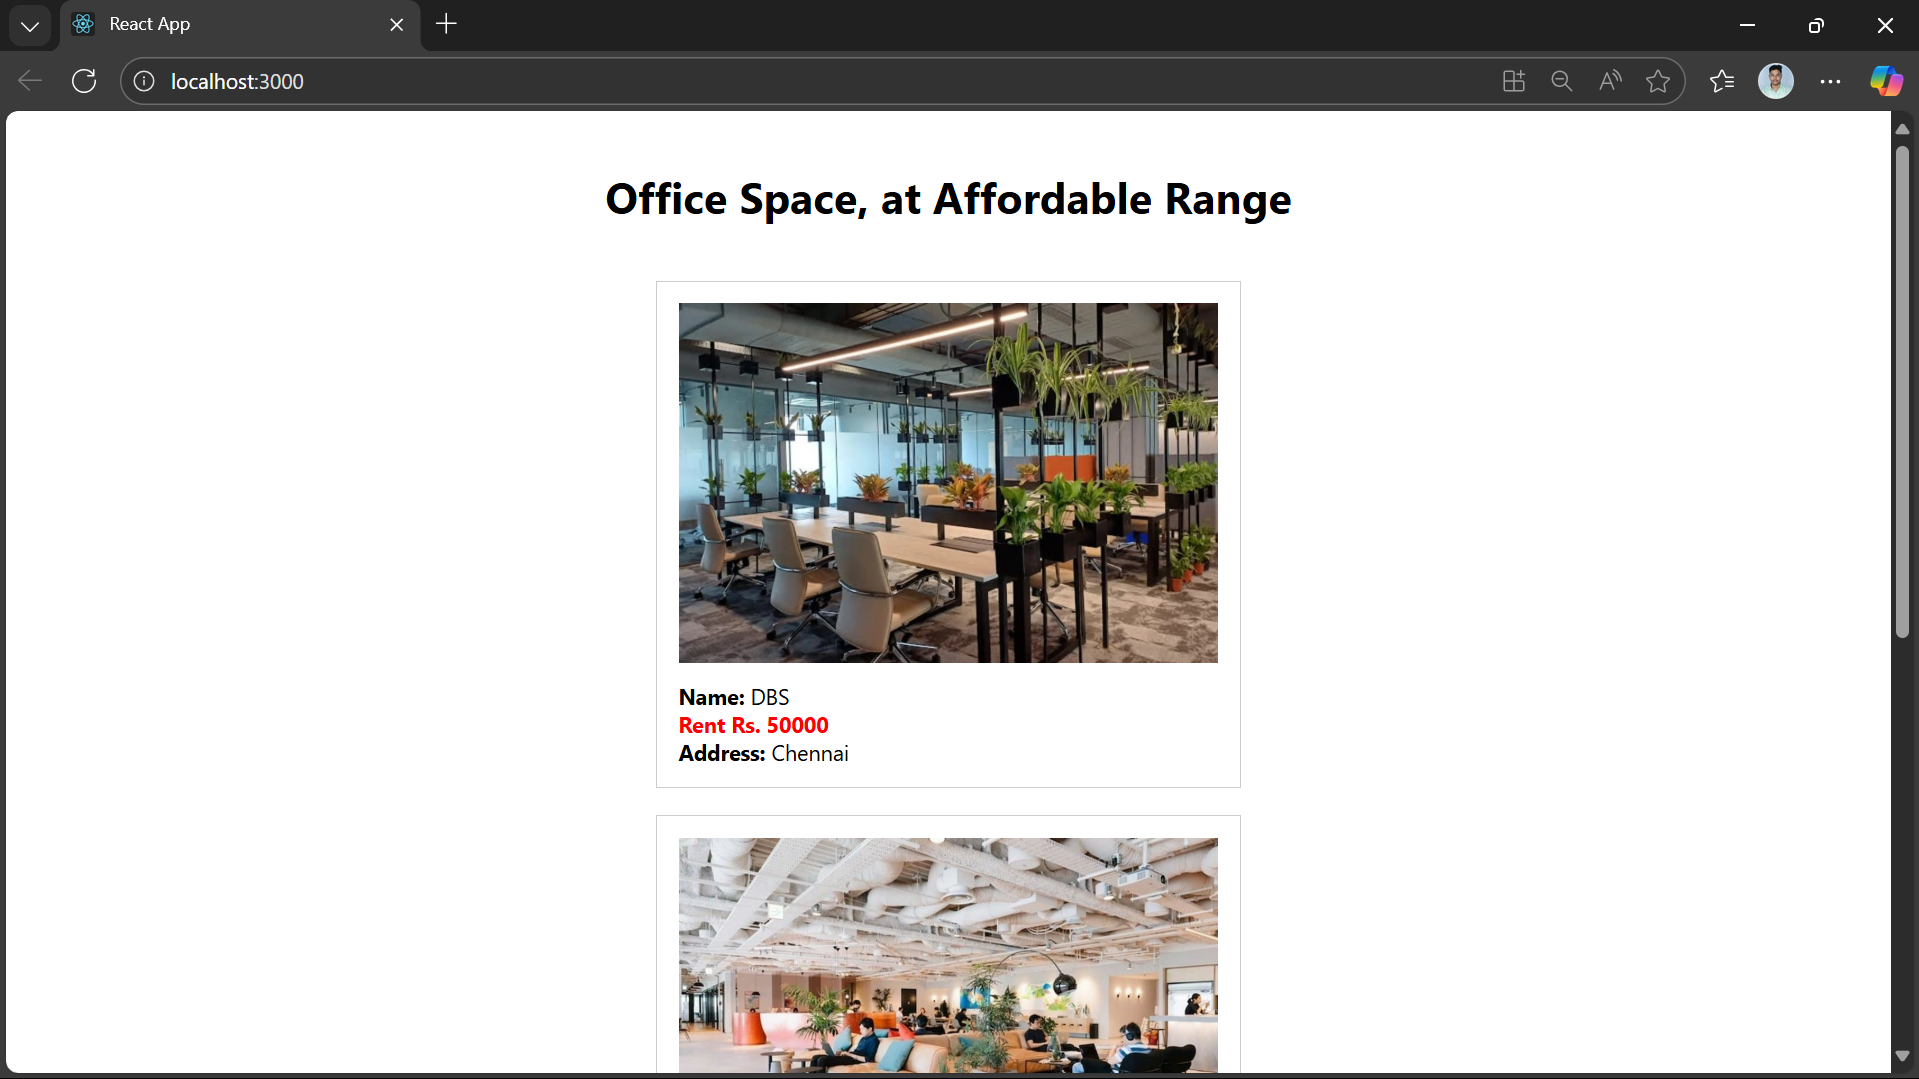 React App
localhost:3000
Office Space, at Affordable Range
Name: DBS
Rent Rs. 50000
Address: Chennai